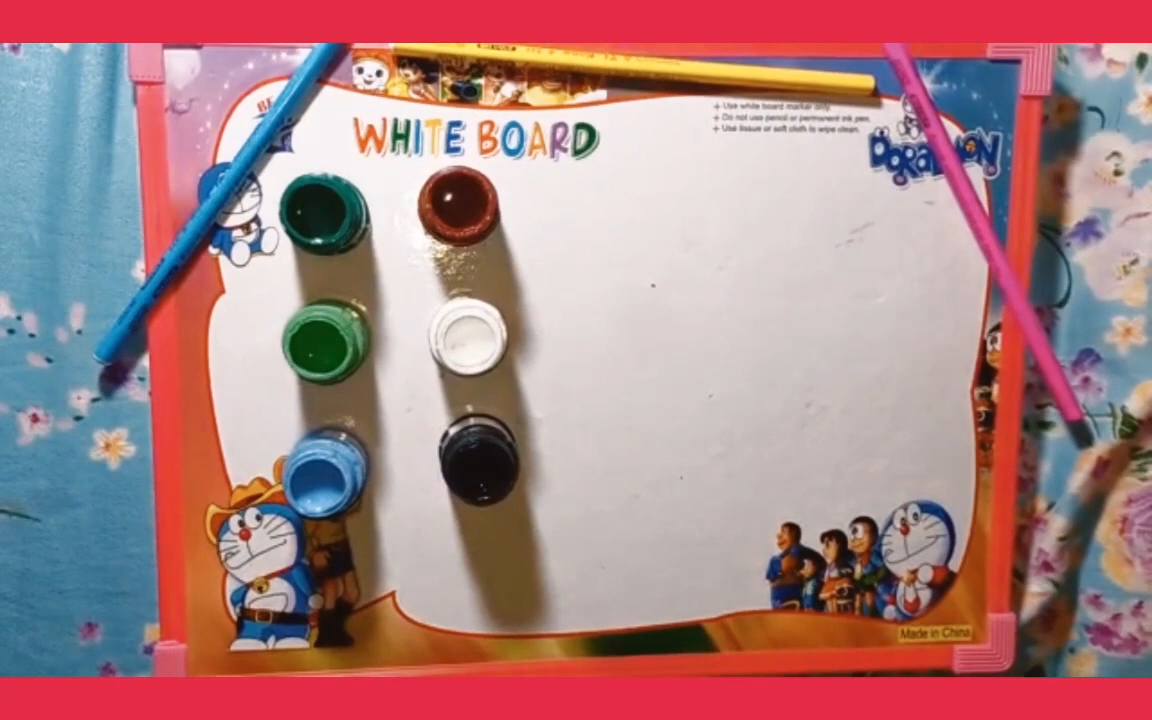 WHITE BOARD
+ Use white board marker only.
+ Do not use pencil or permanent ink pen.
+ Use tissue or soft cloth to wipe clean.
DORAEMON
Made in China